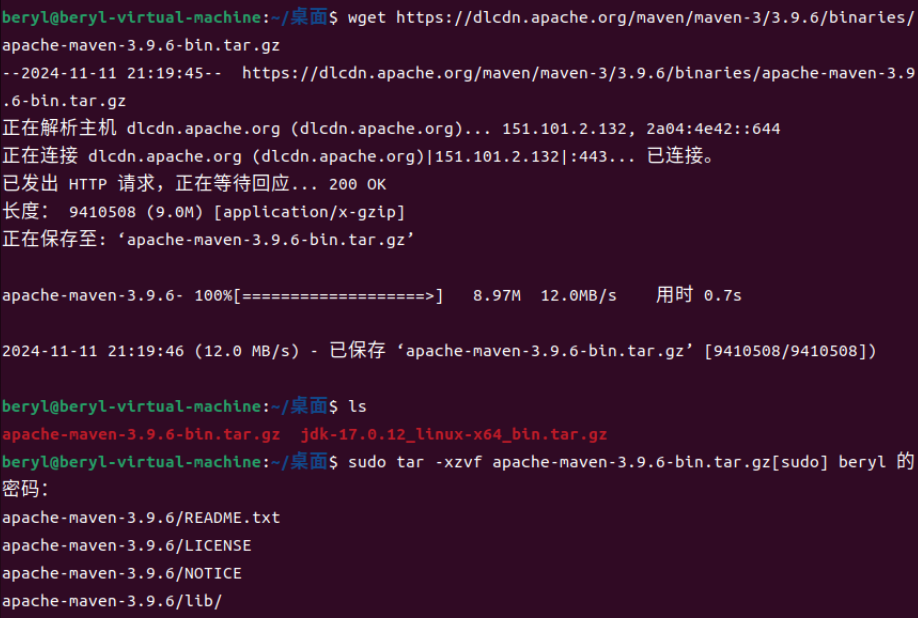 beryl@beryl-virtual-machine:~/桌面$ wget https://dlcdn.apache.org/maven/maven-3/3.9.6/binaries/
apache-maven-3.9.6-bin.tar.gz
--2024-11-11 21:19:45--  https://dlcdn.apache.org/maven/maven-3/3.9.6/binaries/apache-maven-3.9
.6-bin.tar.gz
正在解析主机 dlcdn.apache.org (dlcdn.apache.org)... 151.101.2.132, 2a04:4e42::644
正在连接 dlcdn.apache.org (dlcdn.apache.org)|151.101.2.132|:443... 已连接。
已发出 HTTP 请求，正在等待回应... 200 OK
长度： 9410508 (9.0M) [application/x-gzip]
正在保存至: ‘apache-maven-3.9.6-bin.tar.gz’
apache-maven-3.9.6- 100%[===================>]   8.97M  12.0MB/s    用时 0.7s
2024-11-11 21:19:46 (12.0 MB/s) - 已保存 ‘apache-maven-3.9.6-bin.tar.gz’ [9410508/9410508])
beryl@beryl-virtual-machine:~/桌面$ ls
apache-maven-3.9.6-bin.tar.gz  jdk-17.0.12_linux-x64_bin.tar.gz
beryl@beryl-virtual-machine:~/桌面$ sudo tar -xzvf apache-maven-3.9.6-bin.tar.gz[sudo] beryl 的
密码：
apache-maven-3.9.6/README.txt
apache-maven-3.9.6/LICENSE
apache-maven-3.9.6/NOTICE
apache-maven-3.9.6/lib/